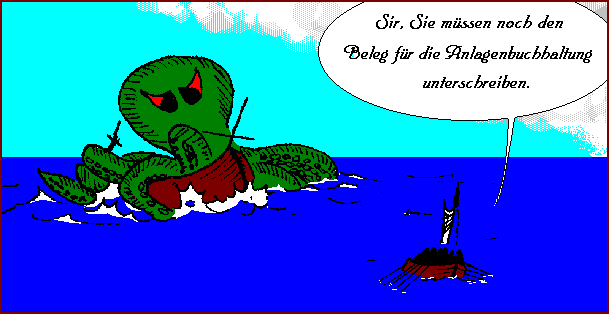 Sir, Sie müssen noch den
Beleg für die Anlagenbuchhaltung
unterschreiben.